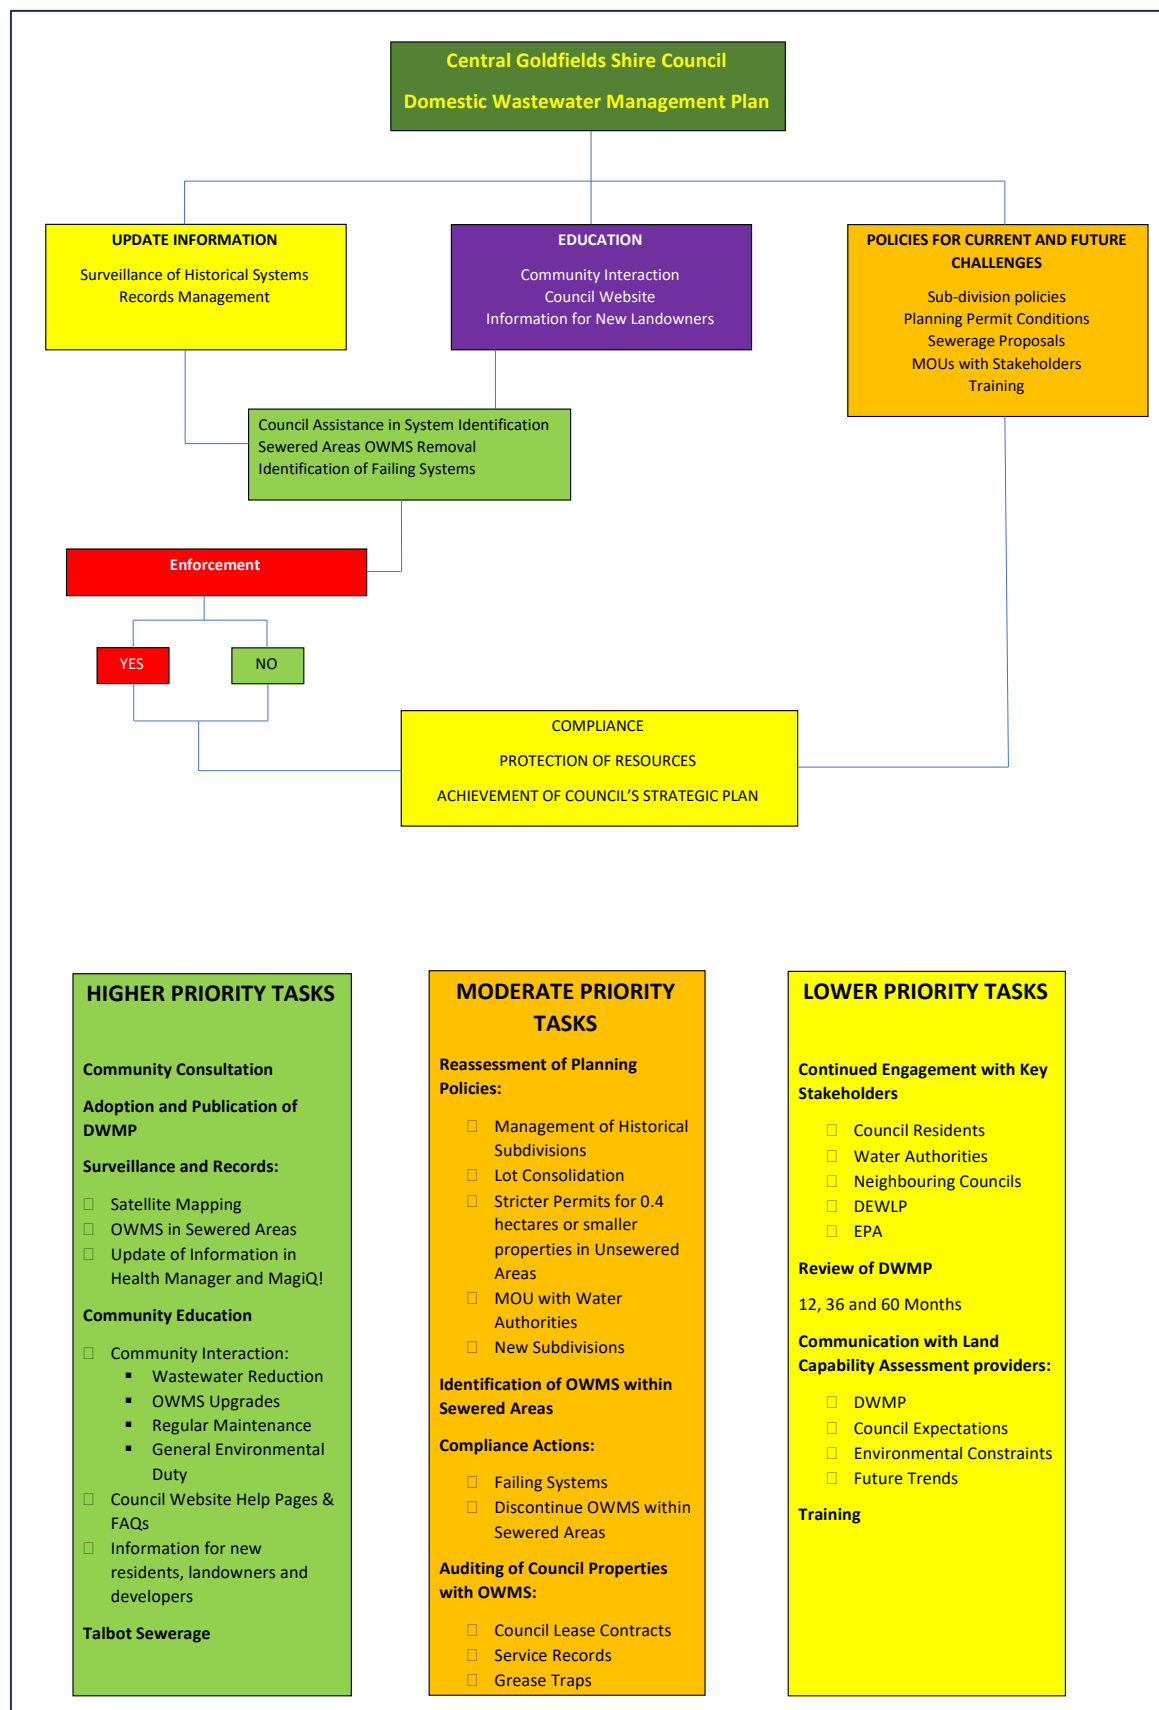 Central Goldfields Shire Council
Domestic Wastewater Management Plan
UPDATE INFORMATION
Surveillance of Historical Systems
Records Management
EDUCATION
Community Interaction
Council Website
Information for New Landowners
POLICIES FOR CURRENT AND FUTURE
CHALLENGES
Sub-division policies
Planning Permit Conditions
Sewerage Proposals
MOUs with Stakeholders
Training
Council Assistance in System Identification
Sewered Areas OWMS Removal
Identification of Failing Systems
Enforcement
YES
NO
COMPLIANCE
PROTECTION OF RESOURCES
ACHIEVEMENT OF COUNCIL’S STRATEGIC PLAN
HIGHER PRIORITY TASKS
Community Consultation
Adoption and Publication of
DWMP
Surveillance and Records:
Satellite Mapping
OWMS in Sewered Areas
Update of Information in
Health Manager and MagiQ!
Community Education
Community Interaction:
▪ Wastewater Reduction
▪ OWMS Upgrades
▪ Regular Maintenance
▪ General Environmental
Duty
Council Website Help Pages &
FAQs
Information for new
residents, landowners and
developers
Talbot Sewerage
MODERATE PRIORITY
TASKS
Reassessment of Planning
Policies:
Management of Historical
Subdivisions
Lot Consolidation
Stricter Permits for 0.4
hectares or smaller
properties in Unsewered
Areas
MOU with Water
Authorities
New Subdivisions
Identification of OWMS within
Sewered Areas
Compliance Actions:
Failing Systems
Discontinue OWMS within
Sewered Areas
Auditing of Council Properties
with OWMS:
Council Lease Contracts
Service Records
Grease Traps
LOWER PRIORITY TASKS
Continued Engagement with Key
Stakeholders
Council Residents
Water Authorities
Neighbouring Councils
DEWLP
EPA
Review of DWMP
12, 36 and 60 Months
Communication with Land
Capability Assessment providers:
DWMP
Council Expectations
Environmental Constraints
Future Trends
Training